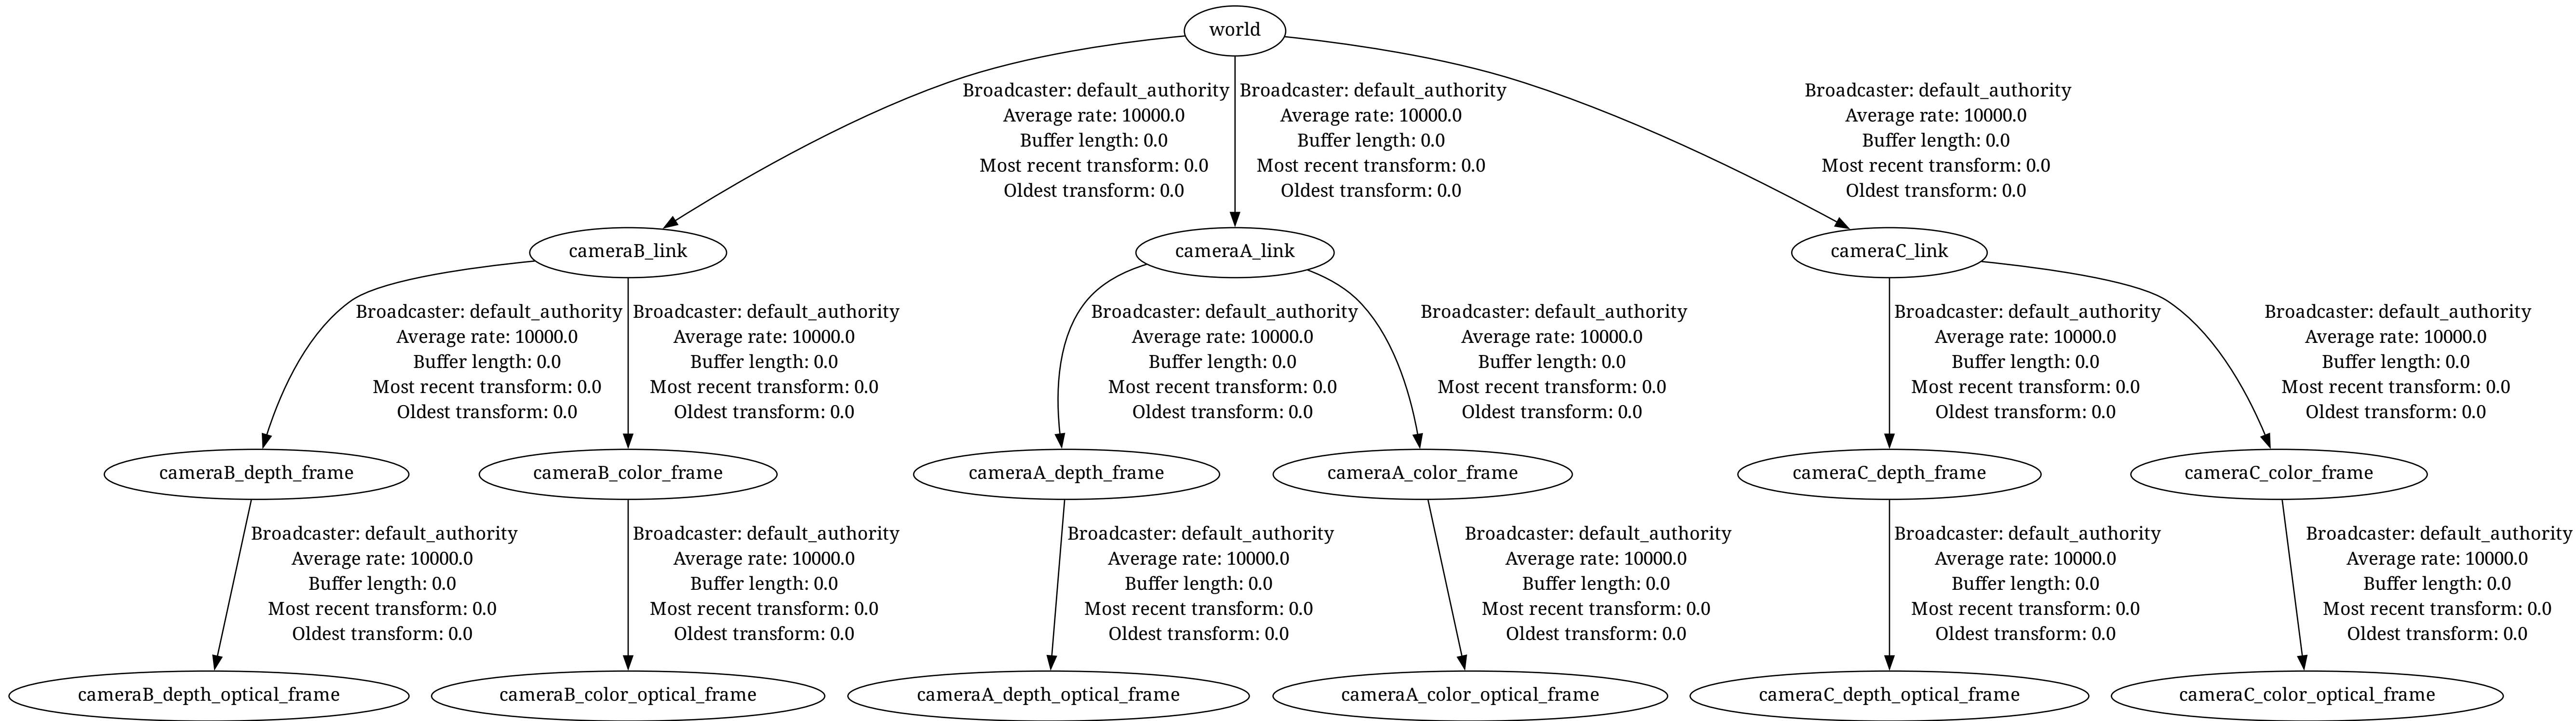 world
Broadcaster: default_authority
Average rate: 10000.0
Buffer length: 0.0
Most recent transform: 0.0
Oldest transform: 0.0
Broadcaster: default_authority
Average rate: 10000.0
Buffer length: 0.0
Most recent transform: 0.0
Oldest transform: 0.0
Broadcaster: default_authority
Average rate: 10000.0
Buffer length: 0.0
Most recent transform: 0.0
Oldest transform: 0.0
cameraB_link
cameraA_link
cameraC_link
Broadcaster: default_authority
Average rate: 10000.0
Buffer length: 0.0
Most recent transform: 0.0
Oldest transform: 0.0
Broadcaster: default_authority
Average rate: 10000.0
Buffer length: 0.0
Most recent transform: 0.0
Oldest transform: 0.0
Broadcaster: default_authority
Average rate: 10000.0
Buffer length: 0.0
Most recent transform: 0.0
Oldest transform: 0.0
Broadcaster: default_authority
Average rate: 10000.0
Buffer length: 0.0
Most recent transform: 0.0
Oldest transform: 0.0
Broadcaster: default_authority
Average rate: 10000.0
Buffer length: 0.0
Most recent transform: 0.0
Oldest transform: 0.0
Broadcaster: default_authority
Average rate: 10000.0
Buffer length: 0.0
Most recent transform: 0.0
Oldest transform: 0.0
cameraB_depth_frame
cameraB_color_frame
cameraA_depth_frame
cameraA_color_frame
cameraC_depth_frame
cameraC_color_frame
Broadcaster: default_authority
Average rate: 10000.0
Buffer length: 0.0
Most recent transform: 0.0
Oldest transform: 0.0
Broadcaster: default_authority
Average rate: 10000.0
Buffer length: 0.0
Most recent transform: 0.0
Oldest transform: 0.0
Broadcaster: default_authority
Average rate: 10000.0
Buffer length: 0.0
Most recent transform: 0.0
Oldest transform: 0.0
Broadcaster: default_authority
Average rate: 10000.0
Buffer length: 0.0
Most recent transform: 0.0
Oldest transform: 0.0
Broadcaster: default_authority
Average rate: 10000.0
Buffer length: 0.0
Most recent transform: 0.0
Oldest transform: 0.0
Broadcaster: default_authority
Average rate: 10000.0
Buffer length: 0.0
Most recent transform: 0.0
Oldest transform: 0.0
cameraB_depth_optical_frame
cameraB_color_optical_frame
cameraA_depth_optical_frame
cameraA_color_optical_frame
cameraC_depth_optical_frame
cameraC_color_optical_frame